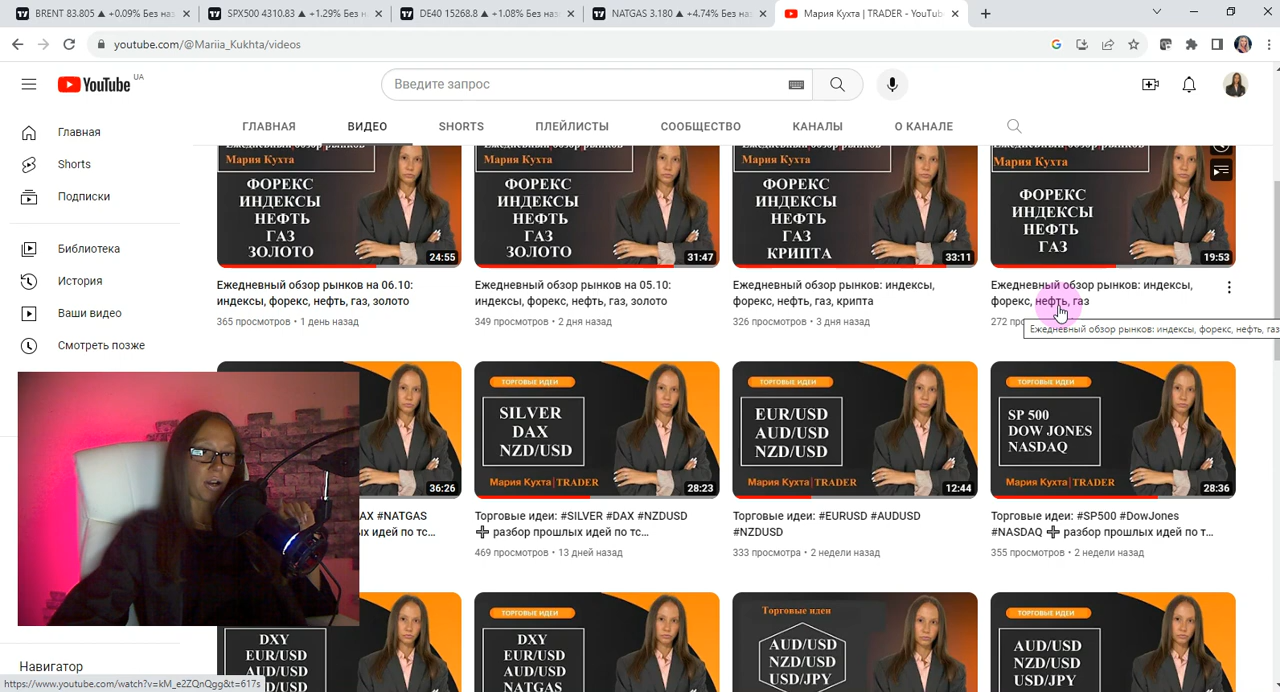 BRENT 83.805 ▲ +0.09% Без наз
SPX500 4310.83 ▲ +1.29% Без н
DE40 15268.8 ▲ +1.08% Без наз
NATGAS 3.180 ▲ +4.74% Без наз
Мария Кухта | TRADER - YouTub
youtube.com/@Mariia_Kukhta/videos
YouTube UA
Введите запрос
ГЛАВНАЯ
ВИДЕО
SHORTS
ПЛЕЙЛИСТЫ
СООБЩЕСТВО
КАНАЛЫ
О КАНАЛЕ
Главная
Shorts
Подписки
Библиотека
История
Ваши видео
Смотреть позже
Навигатор
Ежедневный обзор рынков
Мария Кухта
ФОРЕКС
ИНДЕКСЫ
НЕФТЬ
ГАЗ
ЗОЛОТО
24:55
Ежедневный обзор рынков на 06.10:
индексы, форекс, нефть, газ, золото
365 просмотров • 1 день назад
Ежедневный обзор рынков
Мария Кухта
ФОРЕКС
ИНДЕКСЫ
НЕФТЬ
ГАЗ
ЗОЛОТО
31:47
Ежедневный обзор рынков на 05.10:
индексы, форекс, нефть, газ, золото
349 просмотров • 2 дня назад
Ежедневный обзор рынков
Мария Кухта
ФОРЕКС
ИНДЕКСЫ
НЕФТЬ
ГАЗ
КРИПТА
33:11
Ежедневный обзор рынков: индексы,
форекс, нефть, газ, крипта
326 просмотров • 3 дня назад
Ежедневный обзор рынков
Мария Кухта
ФОРЕКС
ИНДЕКСЫ
НЕФТЬ
ГАЗ
19:53
Ежедневный обзор рынков: индексы,
форекс, нефть, газ
272
Ежедневный обзор рынков: индексы, форекс, нефть, газ
36:26
AX #NATGAS
ей по тс...
ТОРГОВЫЕ ИДЕИ
SILVER
DAX
NZD/USD
Мария Кухта|TRADER
28:23
Торговые идеи: #SILVER #DAX #NZDUSD
➕ разбор прошлых идей по тс...
469 просмотров • 13 дней назад
ТОРГОВЫЕ ИДЕИ
EUR/USD
AUD/USD
NZD/USD
Мария Кухта|TRADER
12:44
Торговые идеи: #EURUSD #AUDUSD
#NZDUSD
333 просмотра • 2 недели назад
ТОРГОВЫЕ ИДЕИ
SP 500
DOW JONES
NASDAQ
Мария Кухта|TRADER
28:36
Торговые идеи: #SP500 #DowJones
#NASDAQ ➕ разбор прошлых идей по т...
355 просмотров • 2 недели назад
DXY
EUR/USD
AUD/USD
ТОРГОВЫЕ ИДЕИ
DXY
EUR/USD
AUD/USD
NATGAS
Торговые идеи
AUD/USD
NZD/USD
USD/JPY
ТОРГОВЫЕ ИДЕИ
AUD/USD
NZD/USD
USD/JPY
https://www.youtube.com/watch?v=kM_e2ZQnQgg&t=617s